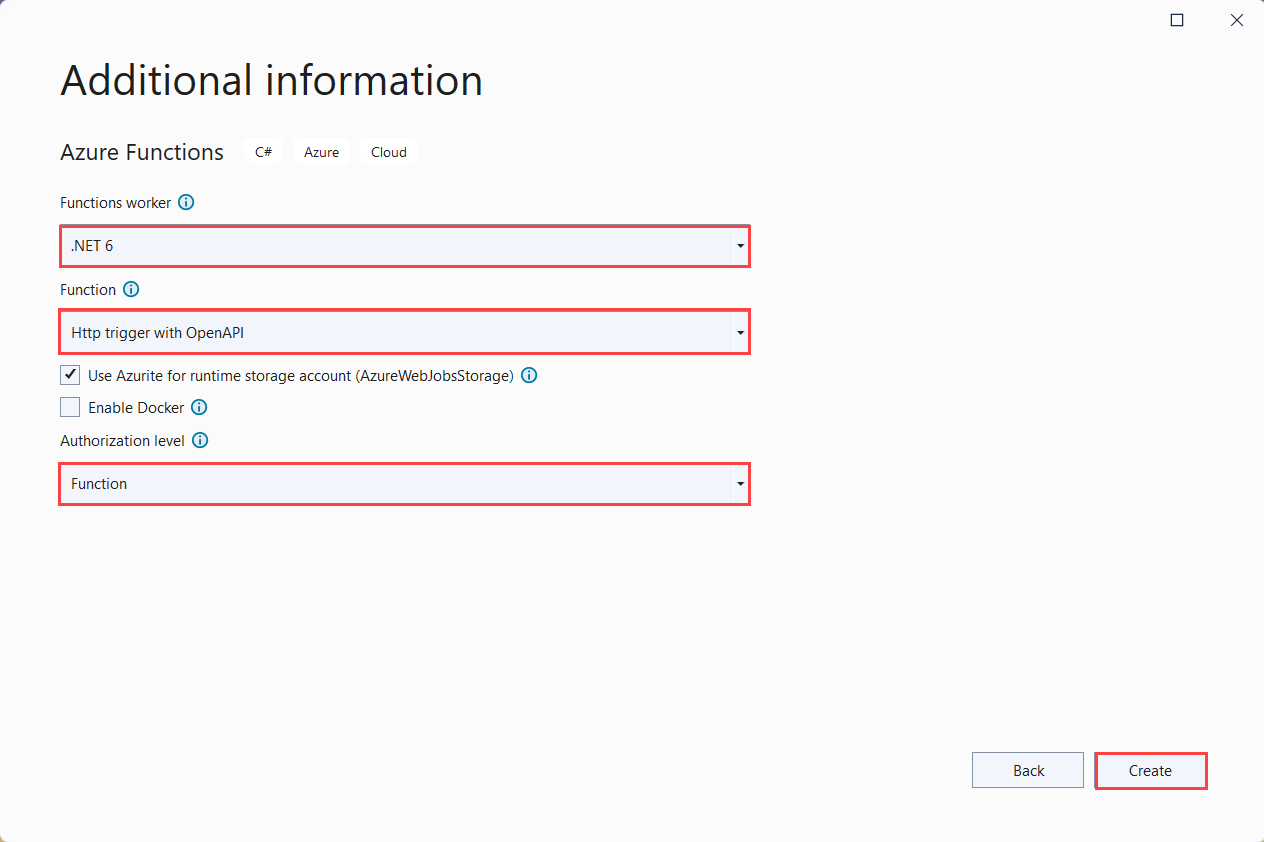 Additional information
Azure Functions C# Azure Cloud
Functions worker
.NET 6
Function
Http trigger with OpenAPI
Use Azurite for runtime storage account (AzureWebJobsStorage)
Enable Docker
Authorization level
Function
Back Create